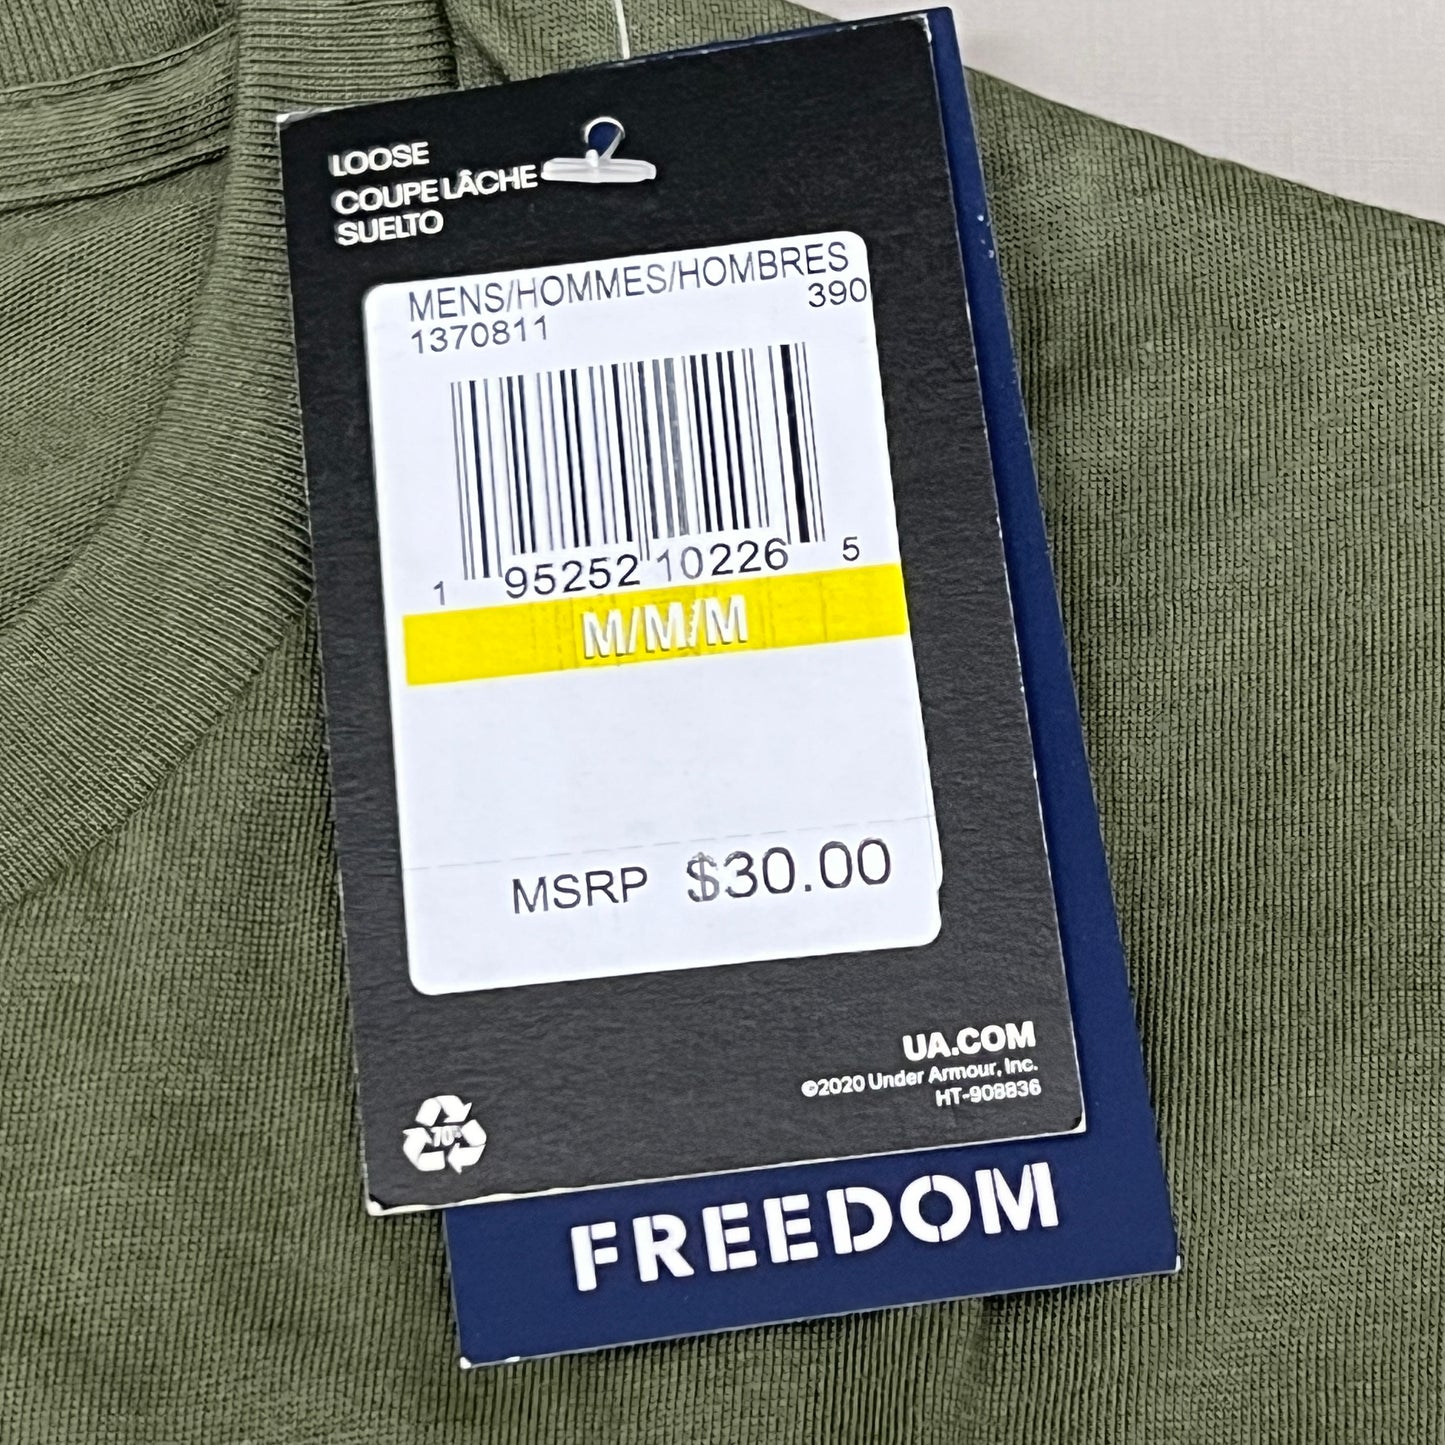 LOOSE
COUPE LÂCHE
SUELTO
MENS/HOMMES/HOMBRES
390
1370811
1 95252 10226 5
M/M/M
MSRP $30.00
UA.COM
©2020 Under Armour, Inc.
HT-908836
70%
FREEDOM